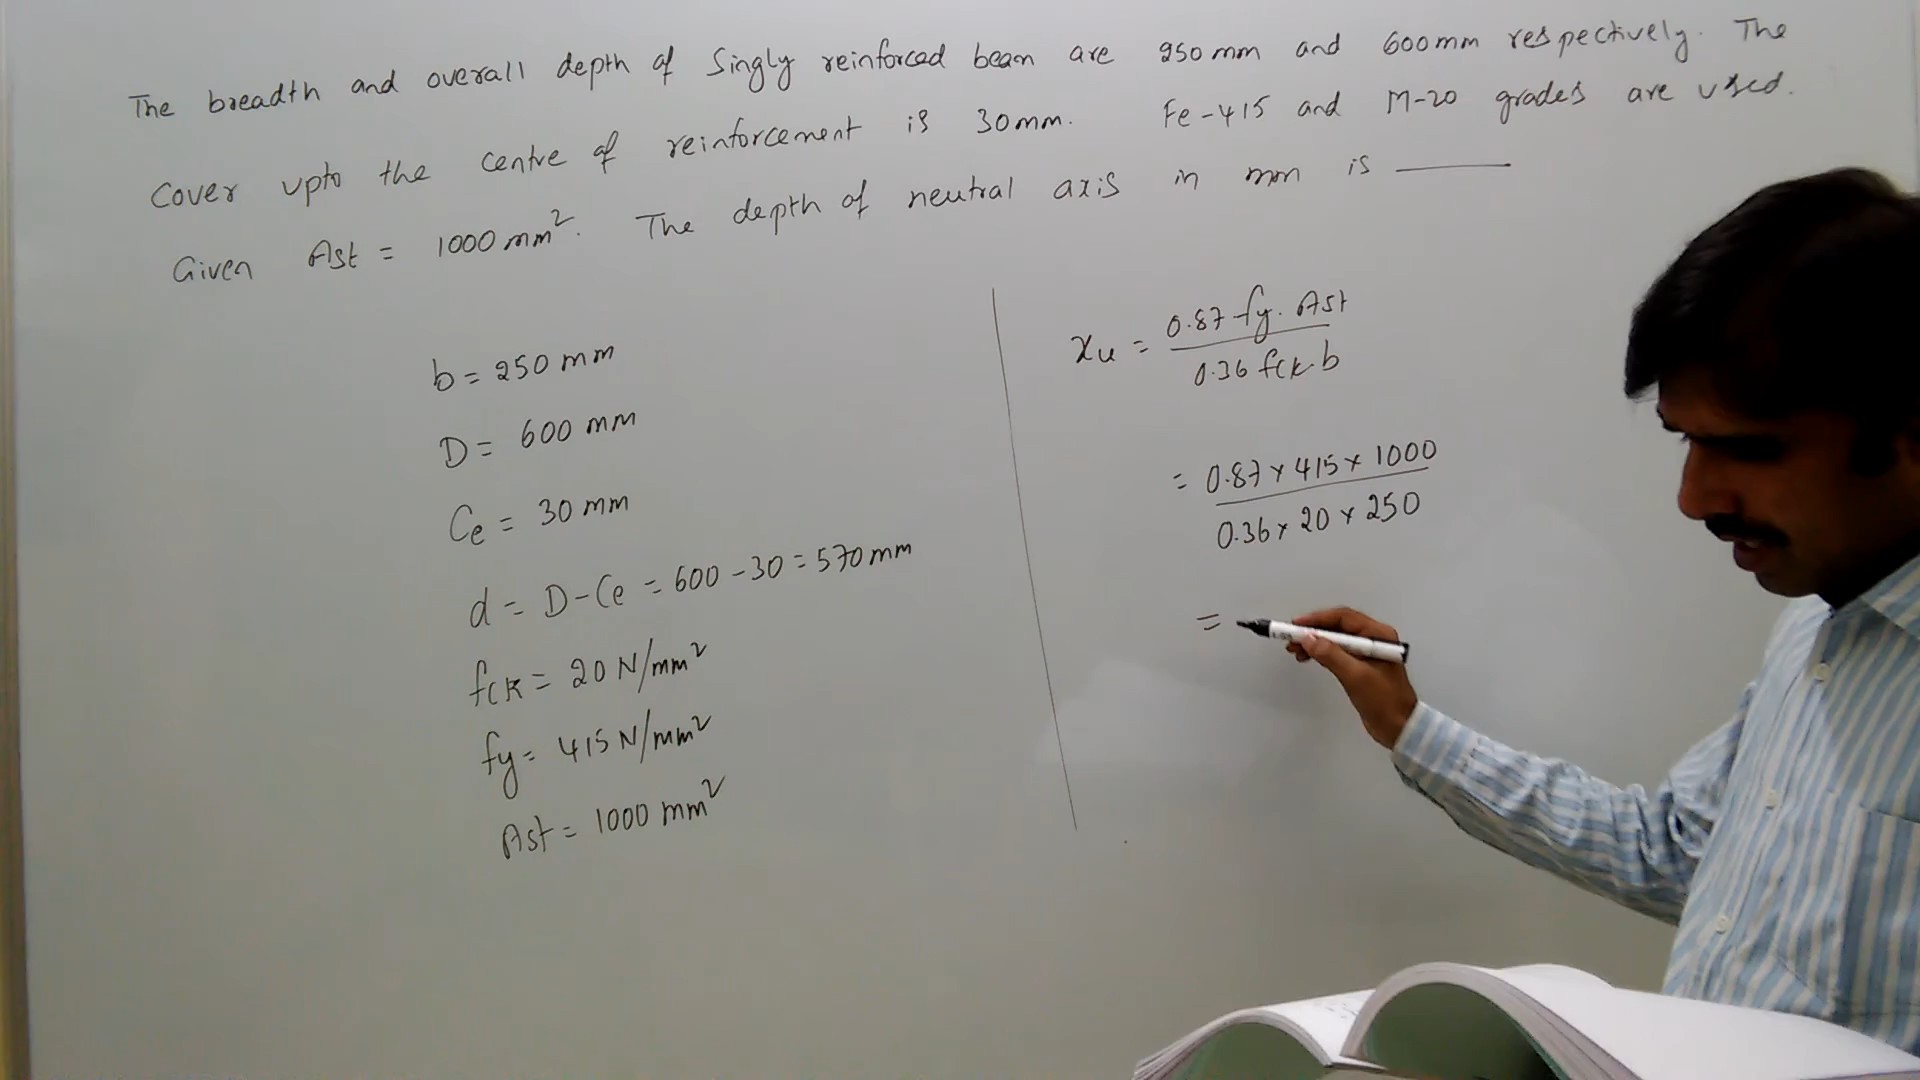 The breadth and overall depth of Singly reinforced beam are 250 mm and 600 mm respectively. The
Cover upto the centre of reinforcement is 30 mm. Fe-415 and M-20 grades are used.
Given Ast = 1000 mm². The depth of neutral axis in mm is ______
b = 250 mm
D = 600 mm
Ce = 30 mm
d = D - Ce = 600 - 30 = 570 mm
fck = 20 N/mm²
fy = 415 N/mm²
Ast = 1000 mm²
xu = 0.87 fy. Ast
0.36 fck. b
= 0.87 × 415 × 1000
0.36 × 20 × 250
=